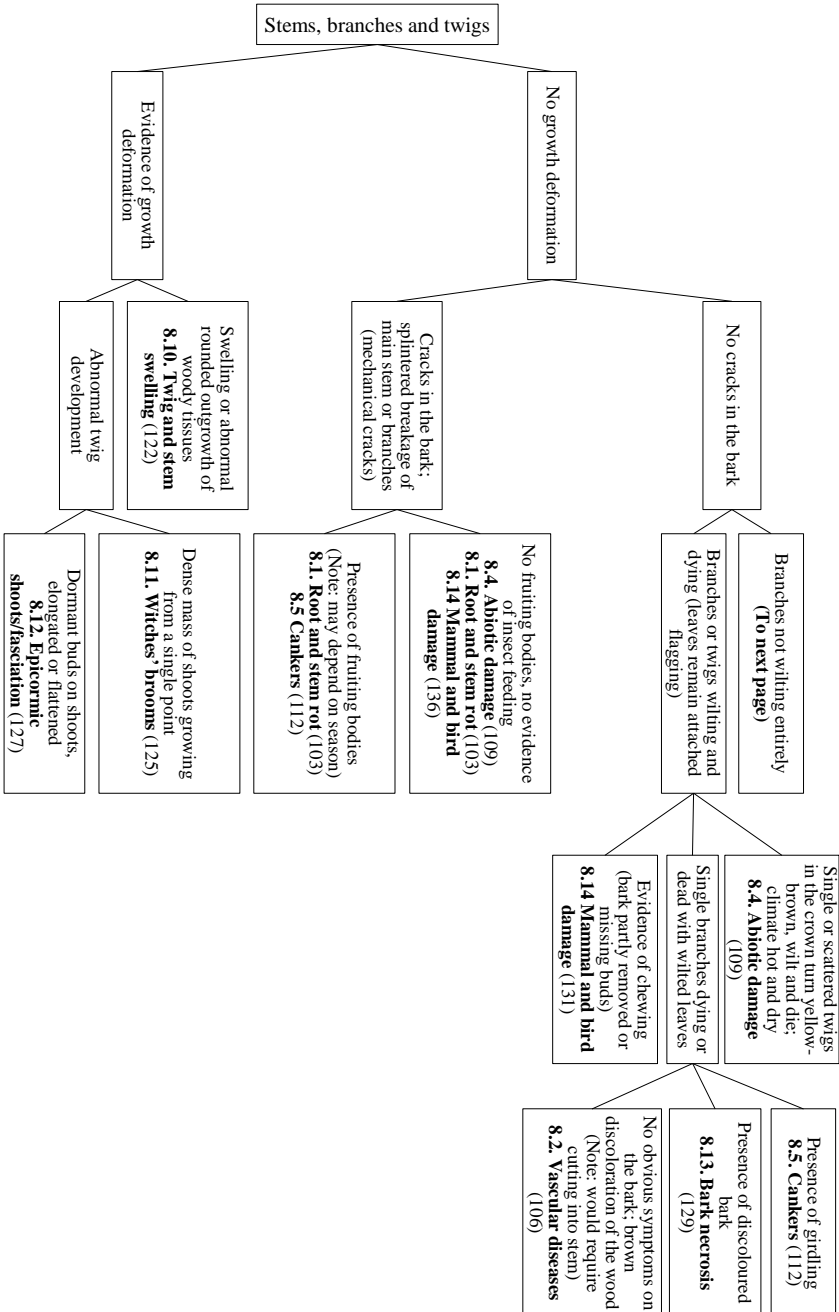 Stems, branches and twigs
No growth deformation
Evidence of growth
deformation
No cracks in the bark
Cracks in the bark;
splintered breakage of
main stem or branches
(mechanical cracks)
Swelling or abnormal
rounded outgrowth of
woody tissues
8.10. Twig and stem
swelling (122)
Abnormal twig
development
Branches not wilting entirely
(To next page)
Branches or twigs wilting and
dying (leaves remain attached
flagging)
No fruiting bodies, no evidence
of insect feeding
8.4. Abiotic damage (109)
8.1. Root and stem rot (103)
8.14 Mammal and bird
damage (136)
Presence of fruiting bodies
(Note: may depend on season)
8.1. Root and stem rot (103)
8.5 Cankers (112)
Dense mass of shoots growing
from a single point
8.11. Witches’ brooms (125)
Dormant buds on shoots,
elongated or flattened
8.12. Epicormic
shoots/fasciation (127)
Single or scattered twigs
in the crown turn yellow-
brown, wilt and die;
climate hot and dry
8.4. Abiotic damage
(109)
Single branches dying or
dead with wilted leaves
Evidence of chewing
(bark partly removed or
missing buds)
8.14 Mammal and bird
damage (131)
Presence of girdling
8.5. Cankers (112)
Presence of discoloured
bark
8.13. Bark necrosis
(129)
No obvious symptoms on
the bark; brown
discoloration of the wood
(Note: would require
cutting into stem)
8.2. Vascular diseases
(106)